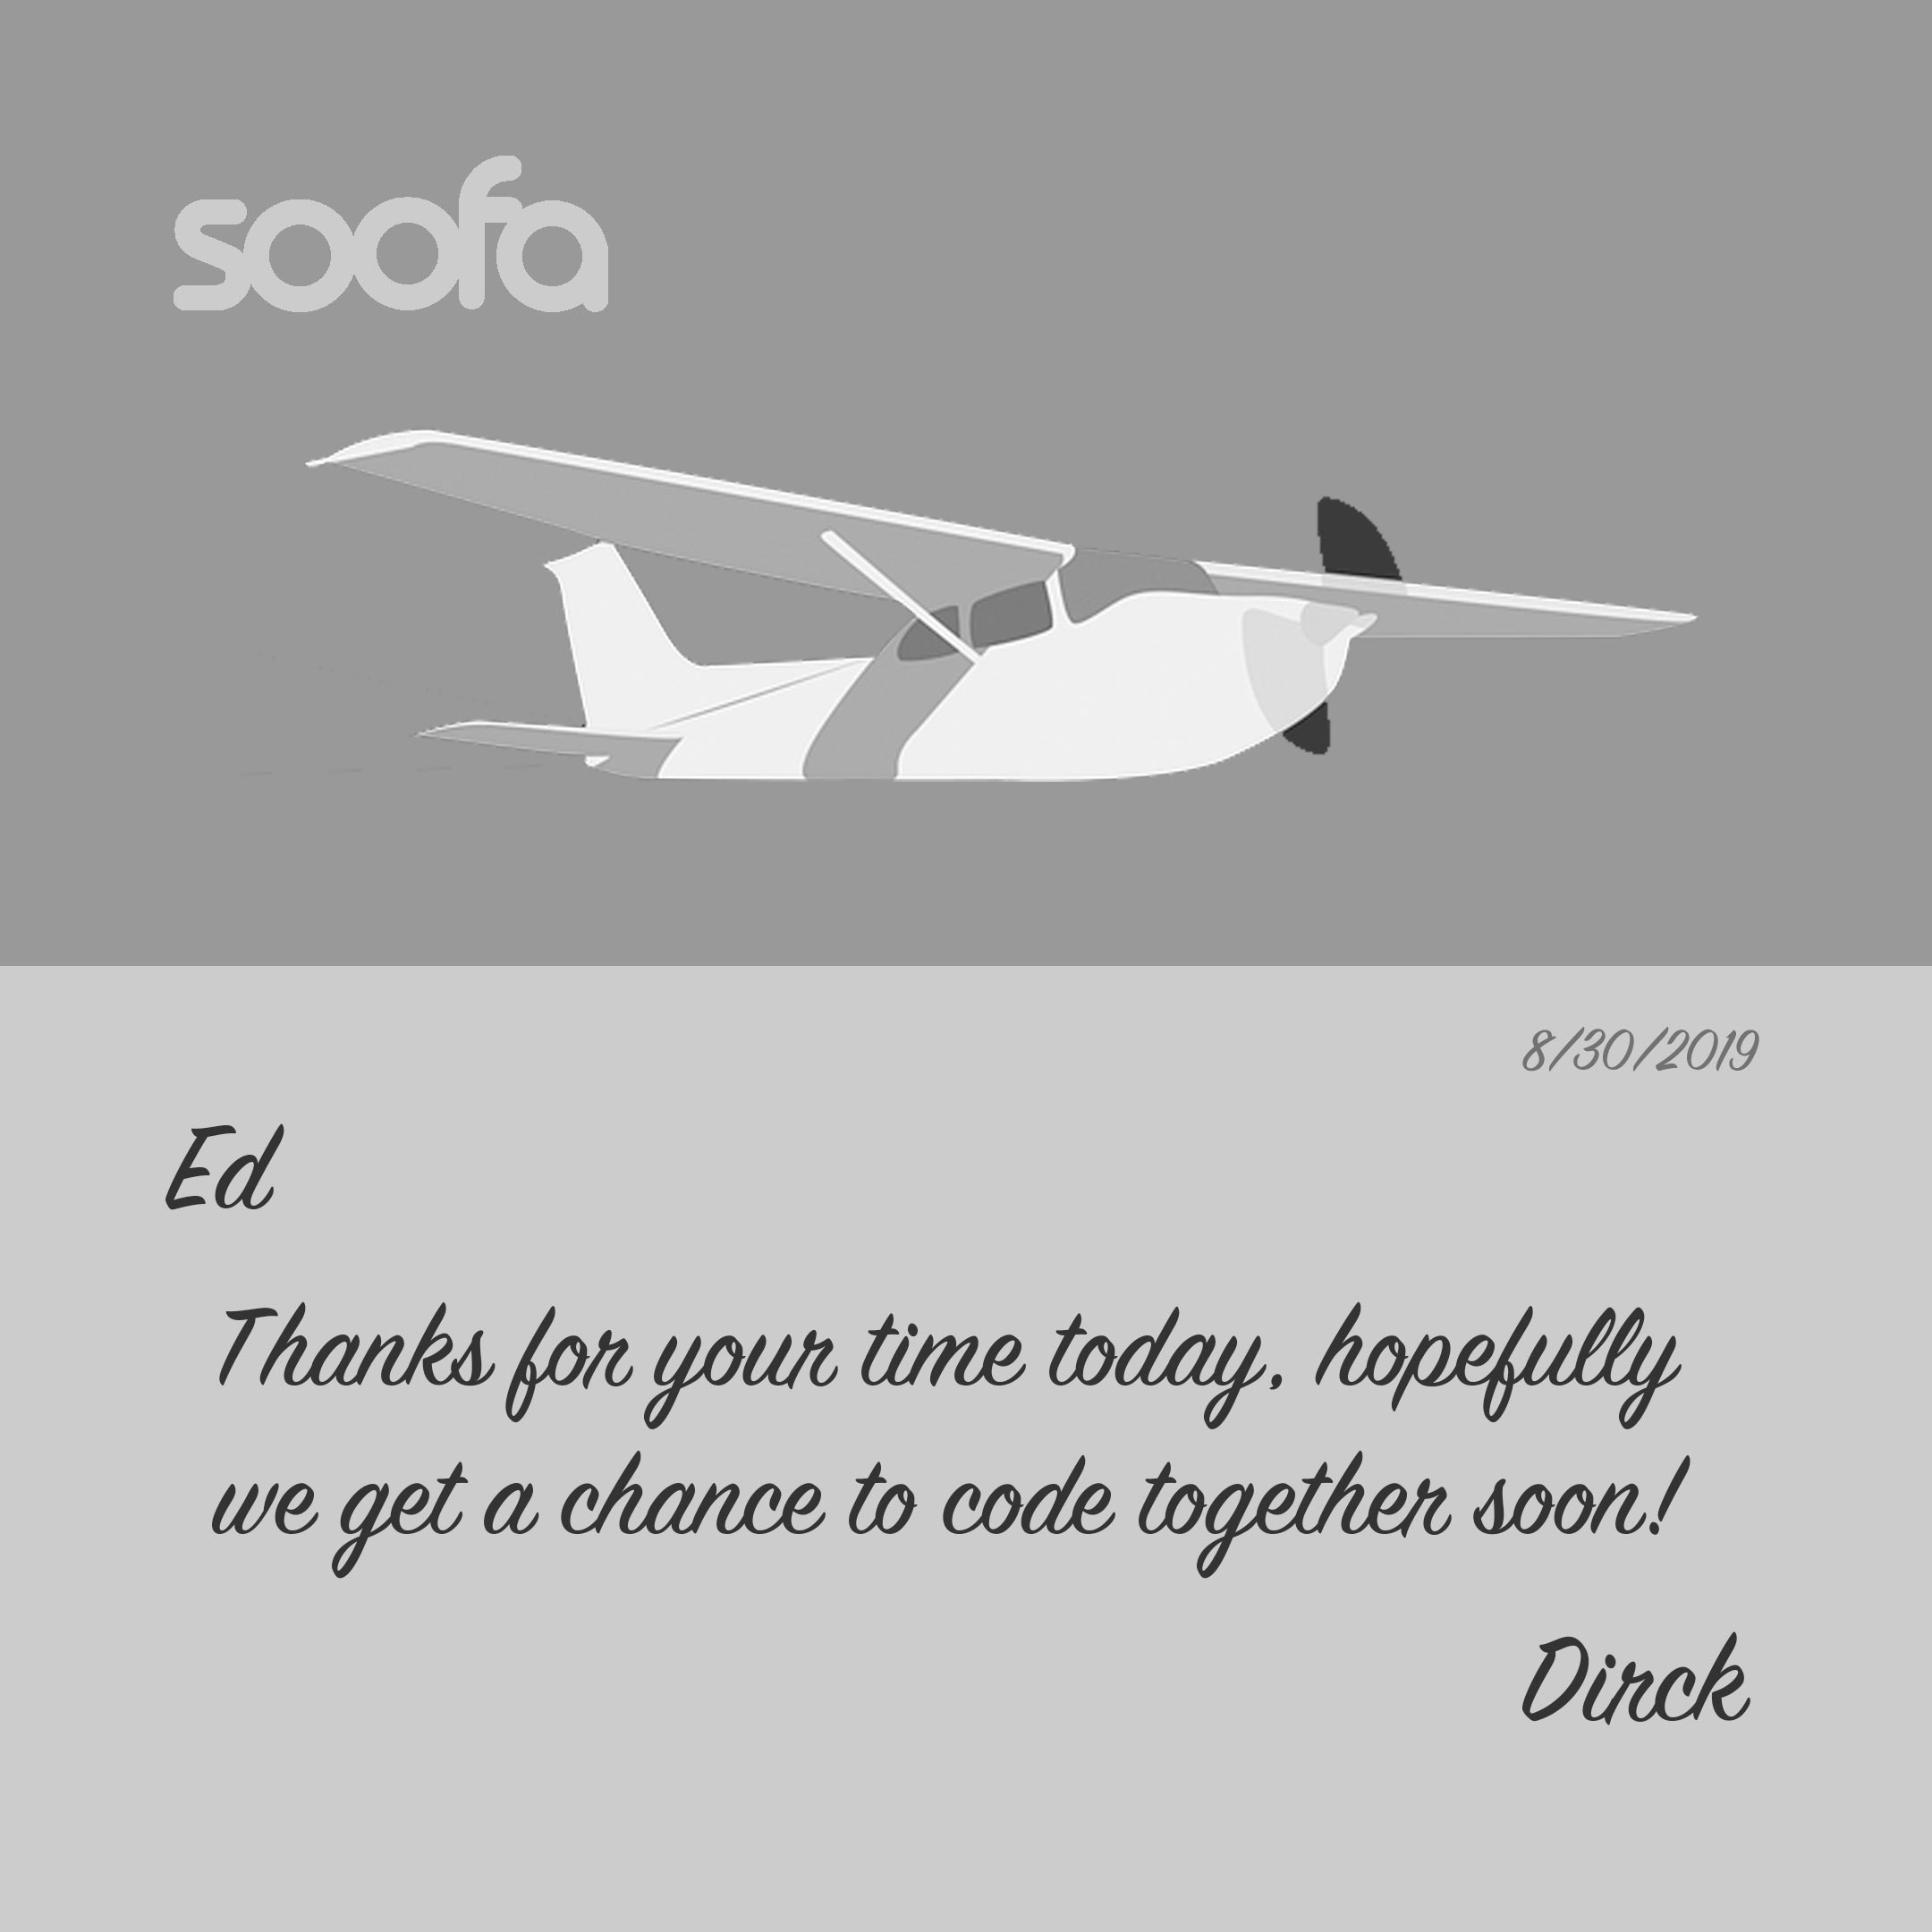 soofa
8/30/2019
Ed
Thanks for your time today, hopefully
we get a chance to code together soon!
Dirck